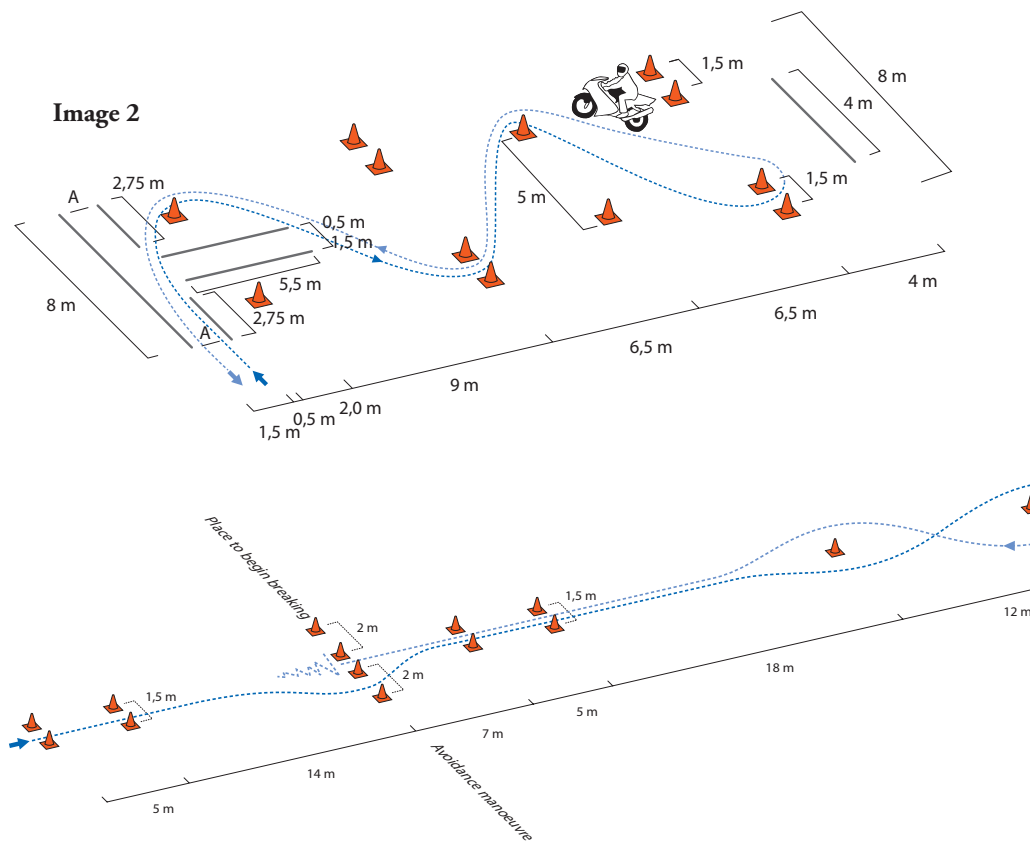 Image 2
1,5 m
8 m
4 m
A
2,75 m
1,5 m
5 m
0,5 m
1,5 m
5,5 m
8 m
2,75 m
A
4 m
6,5 m
6,5 m
9 m
2,0 m
0,5 m
1,5 m
Place to begin breaking
2 m
1,5 m
2 m
1,5 m
12 m
18 m
5 m
7 m
14 m
5 m
Avoidance manoeuvre